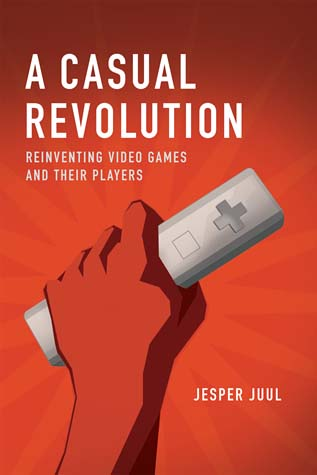 A CASUAL
REVOLUTION
REINVENTING VIDEO GAMES
AND THEIR PLAYERS
JESPER JUUL